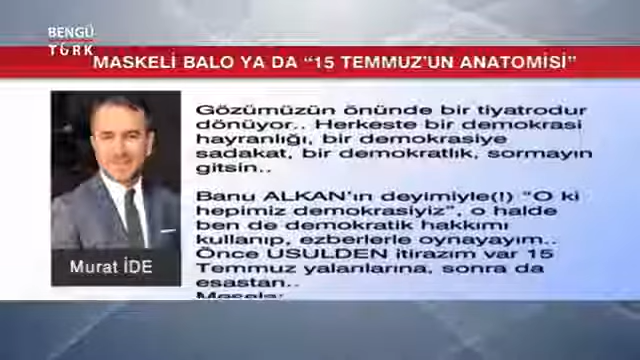 BENGÜ
TÜRK
MASKELİ BALO YA DA “15 TEMMUZ'UN ANATOMİSİ”
Gözümüzün önünde bir tiyatrodur
dönüyor.. Herkeste bir demokrasi
hayranlığı, bir demokrasiye
sadakat, bir demokratlık, sormayın
gitsin..
Banu ALKAN'ın deyimiyle(!) “O ki
hepimiz demokrasiyiz”, o halde
ben de demokratik hakkımı
kullanıp, ezberlerle oynayayım..
Önce USULDEN itirazım var 15
Temmuz yalanlarına, sonra da
esastan..
Mesela;
Murat İDE